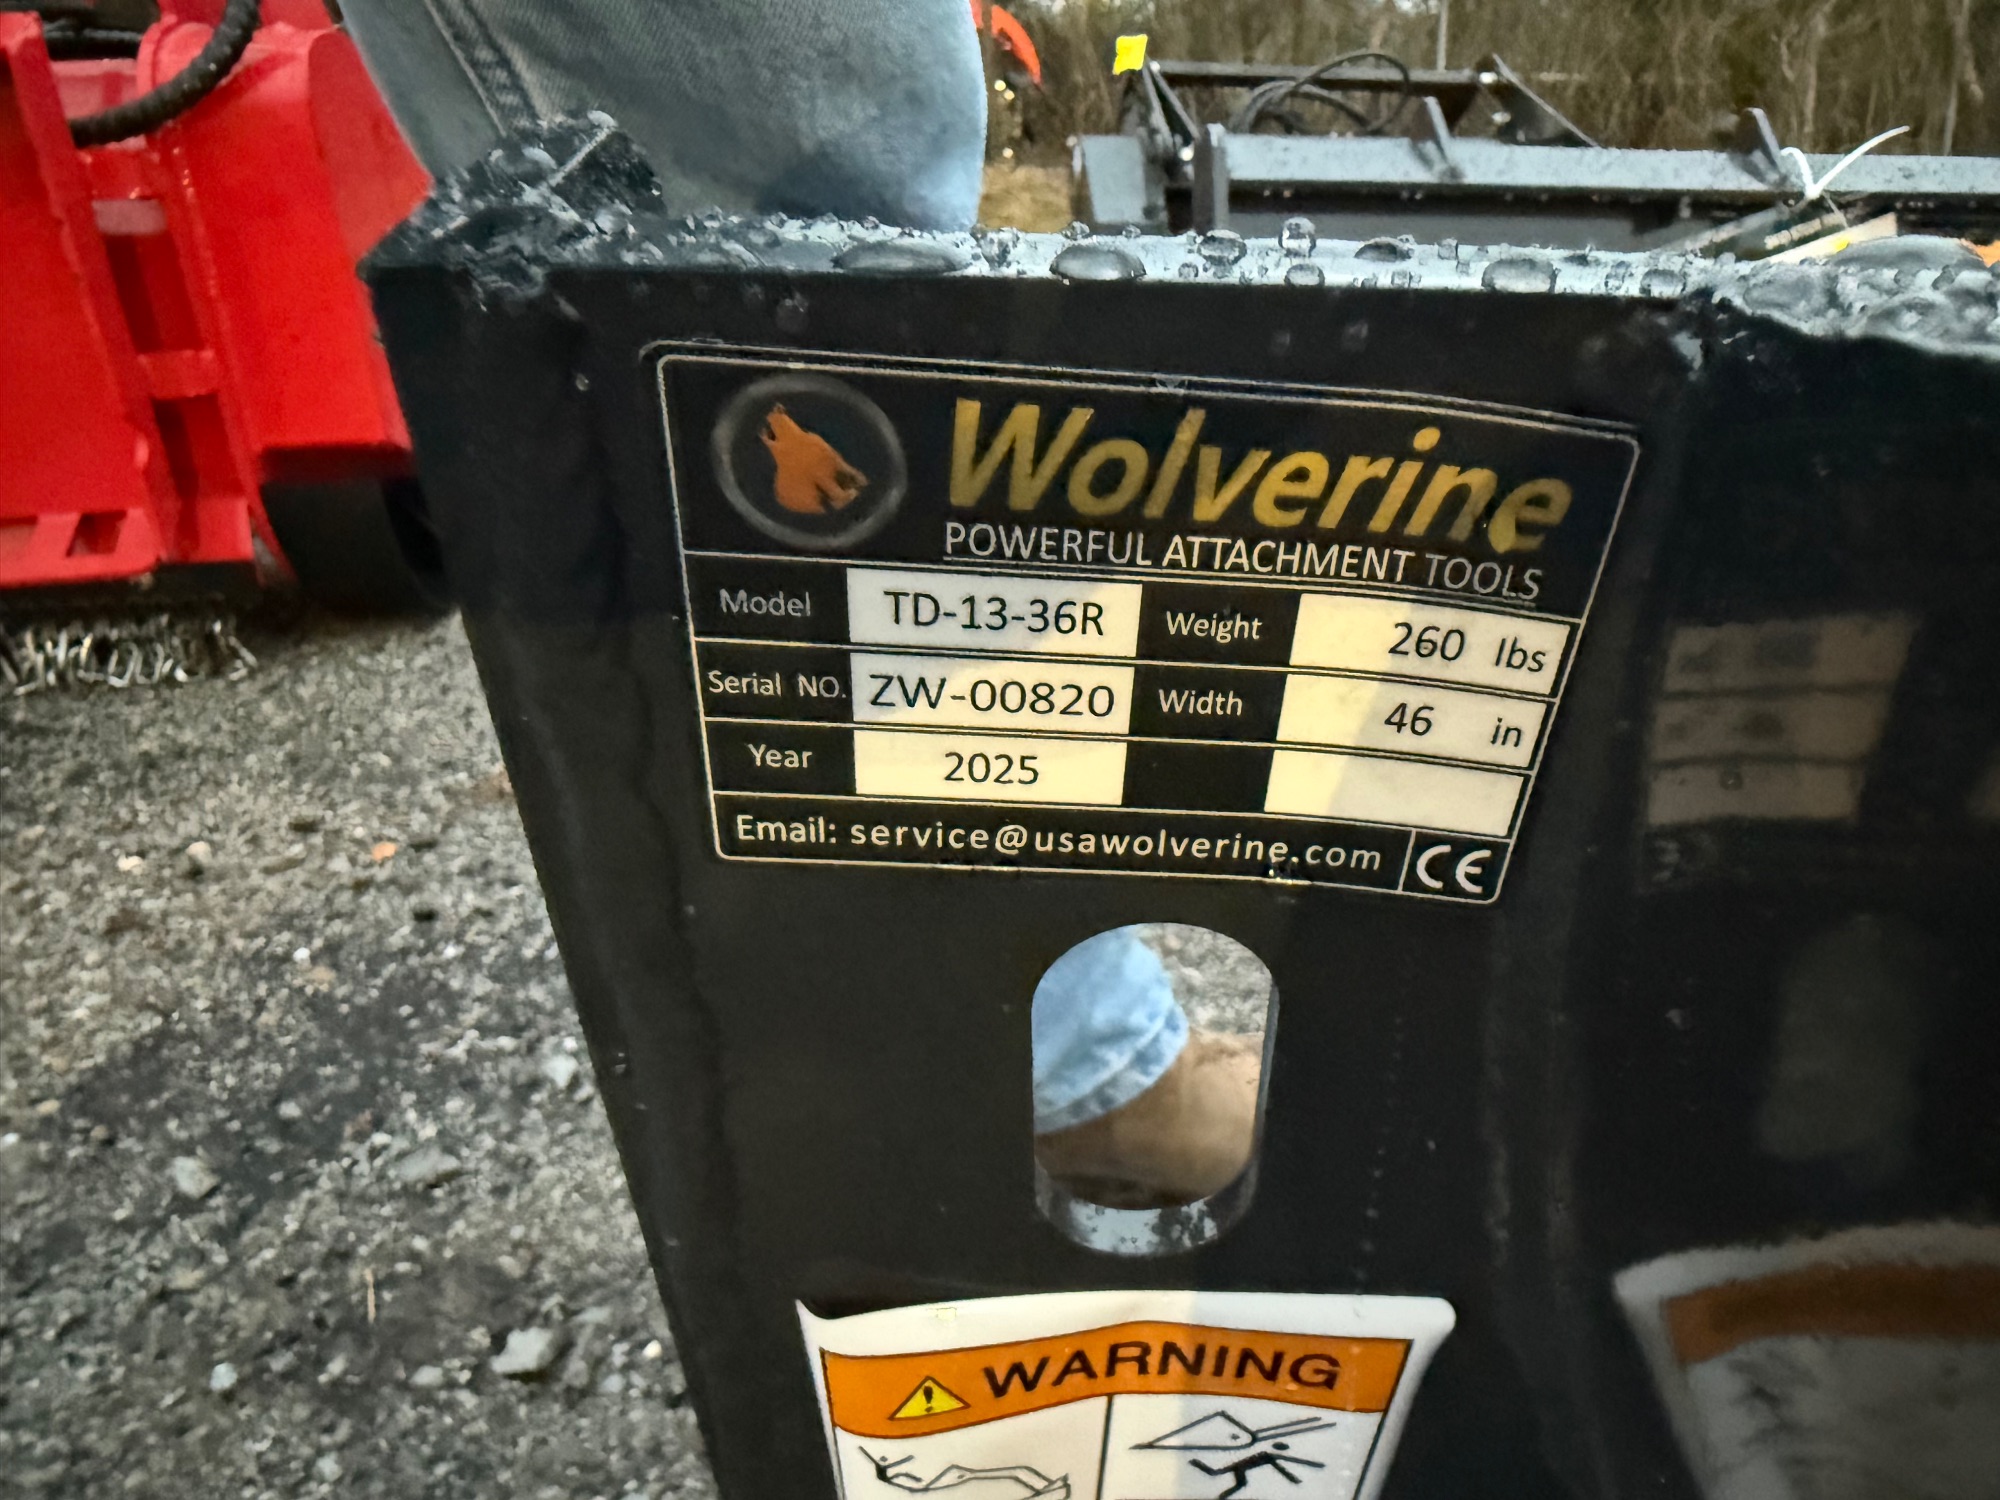 Wolverine
POWERFUL ATTACHMENT TOOLS
Model TD-13-36R Weight 260 lbs
Serial NO. ZW-00820 Width 46 in
Year 2025
Email: service@usawolverine.com CE
WARNING